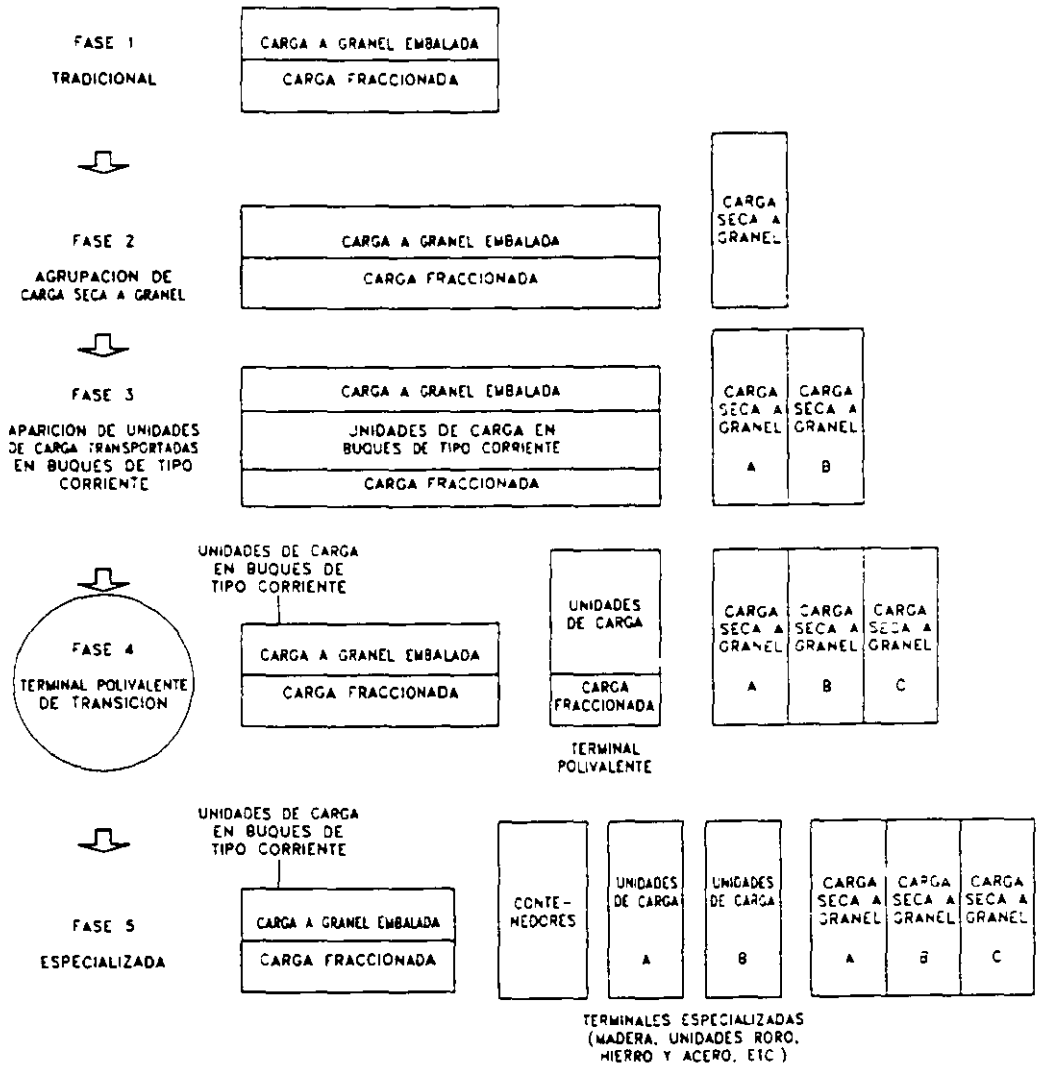 FASE 1
TRADICIONAL
CARGA A GRANEL EMBALADA
CARGA FRACCIONADA
FASE 2
AGRUPACION DE
CARGA SECA A GRANEL
CARGA A GRANEL EMBALADA
CARGA FRACCIONADA
CARGA
SECA A
GRANEL
FASE 3
APARICION DE UNIDADES
DE CARGA TRANSPORTADAS
EN BUQUES DE TIPO
CORRIENTE
CARGA A GRANEL EMBALADA
UNIDADES DE CARGA EN
BUQUES DE TIPO CORRIENTE
CARGA FRACCIONADA
CARGA
SECA A
GRANEL
A
CARGA
SECA A
GRANEL
B
FASE 4
TERMINAL POLIVALENTE
DE TRANSICION
UNIDADES DE CARGA
EN BUQUES DE
TIPO CORRIENTE
CARGA A GRANEL EMBALADA
CARGA FRACCIONADA
UNIDADES
DE CARGA
CARGA
FRACCIONADA
TERMINAL
POLIVALENTE
CARGA
SECA A
GRANEL
A
CARGA
SECA A
GRANEL
B
CARGA
SECA A
GRANEL
C
FASE 5
ESPECIALIZADA
UNIDADES DE CARGA
EN BUQUES DE
TIPO CORRIENTE
CARGA A GRANEL EMBALADA
CARGA FRACCIONADA
CONTE-
NEDORES
UNIDADES
DE CARGA
A
UNIDADES
DE CARGA
B
CARGA
SECA A
GRANEL
A
CARGA
SECA A
GRANEL
B
CARGA
SECA A
GRANEL
C
TERMINALES ESPECIALIZADAS
(MADERA, UNIDADES RORO,
HIERRO Y ACERO, ETC )